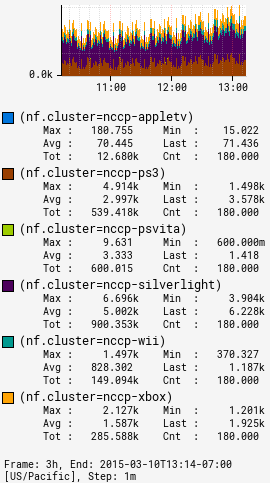 0.0k
11:00 12:00 13:00
(nf.cluster=nccp-appletv)
Max : 180.755 Min : 15.022
Avg : 70.445 Last : 71.436
Tot : 12.680k Cnt : 180.000
(nf.cluster=nccp-ps3)
Max : 4.914k Min : 1.498k
Avg : 2.997k Last : 3.578k
Tot : 539.418k Cnt : 180.000
(nf.cluster=nccp-psvita)
Max : 9.631 Min : 600.000m
Avg : 3.333 Last : 1.418
Tot : 600.015 Cnt : 180.000
(nf.cluster=nccp-silverlight)
Max : 6.696k Min : 3.904k
Avg : 5.002k Last : 6.228k
Tot : 900.353k Cnt : 180.000
(nf.cluster=nccp-wii)
Max : 1.497k Min : 370.327
Avg : 828.302 Last : 1.187k
Tot : 149.094k Cnt : 180.000
(nf.cluster=nccp-xbox)
Max : 2.127k Min : 1.201k
Avg : 1.587k Last : 1.925k
Tot : 285.588k Cnt : 180.000
Frame: 3h, End: 2015-03-10T13:14-07:00
[US/Pacific], Step: 1m